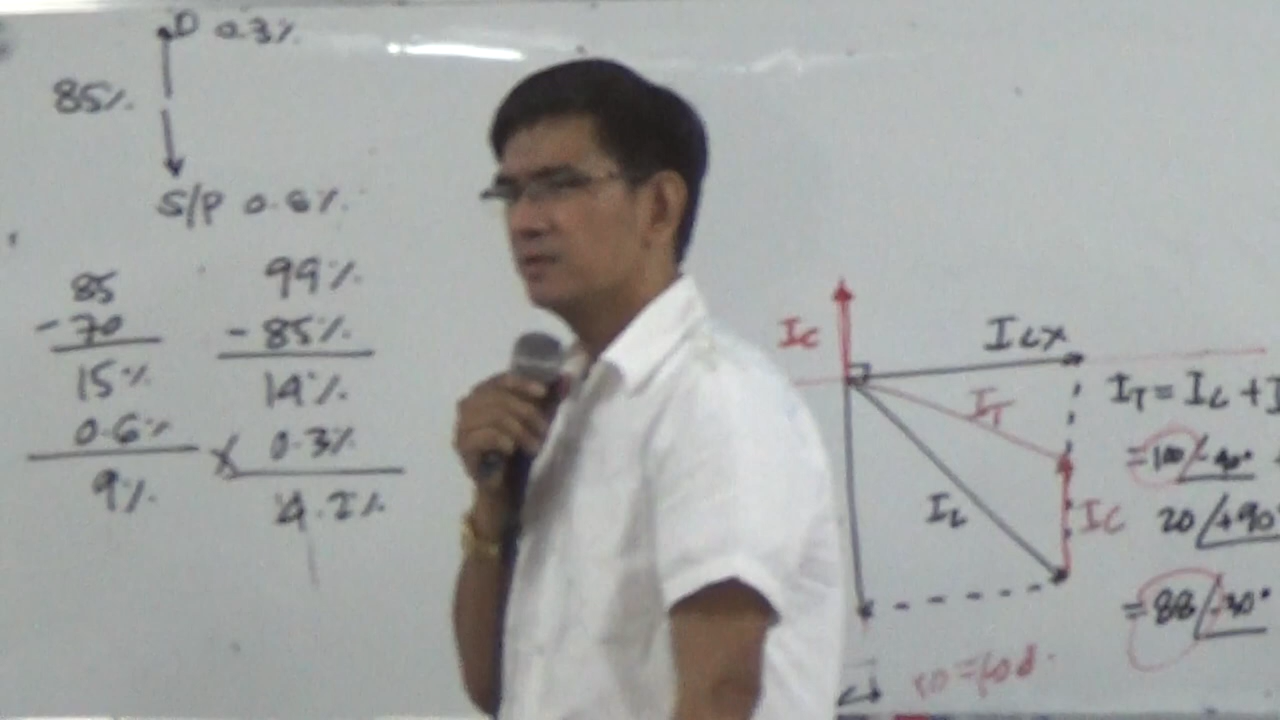 D 0.3%
85%
S/P 0.6%
85
- 70
15%
0.6%
9%
99%
- 85%
14%
× 0.3%
4.2%
Ic
ILX
IT
IL
Ic
IT = IL + I
= 100 /-40°
20 /+90°
= 88 /-30°